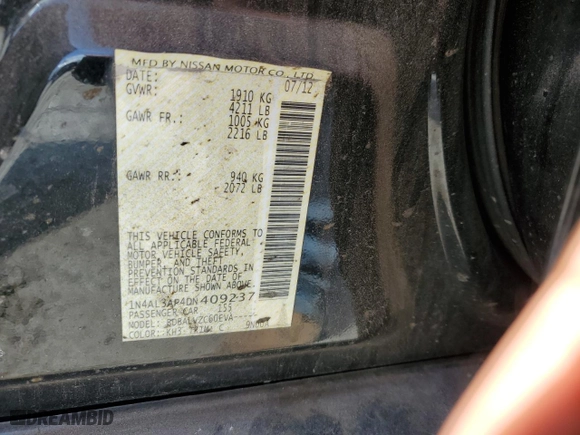 MFD BY NISSAN MOTOR CO., LTD.
DATE: 07/12
GVWR: 1910 KG
4211 LB
GAWR FR.: 1005 KG
2216 LB
GAWR RR.: 940 KG
2072 LB
THIS VEHICLE CONFORMS TO
ALL APPLICABLE FEDERAL
MOTOR VEHICLE SAFETY,
BUMPER, AND THEFT
PREVENTION STANDARDS IN
EFFECT ON THE DATE OF
MANUFACTURE SHOWN ABOVE.
1N4AL3AP4DN409237
PASSENGER CAR 155
MODEL: BDBALVZC6DEVA-----
COLOR: KH3 TRIM: C
DREAMBID